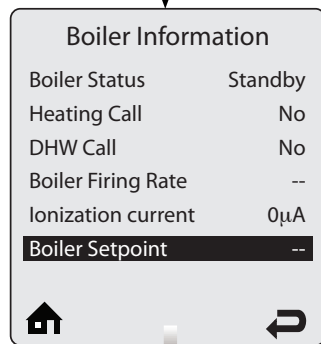 Boiler Information
Boiler Status Standby
Heating Call No
DHW Call No
Boiler Firing Rate --
Ionization current 0µA
Boiler Setpoint --